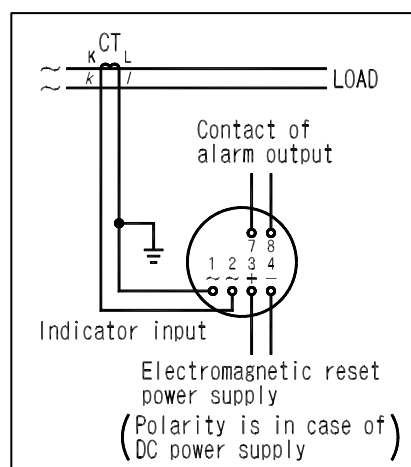 CT
K L
~ k l
~ LOAD
Contact of
alarm output
7 8
1 2 3 4
~ ~ + −
Indicator input
Electromagnetic reset
power supply
(Polarity is in case of
DC power supply)